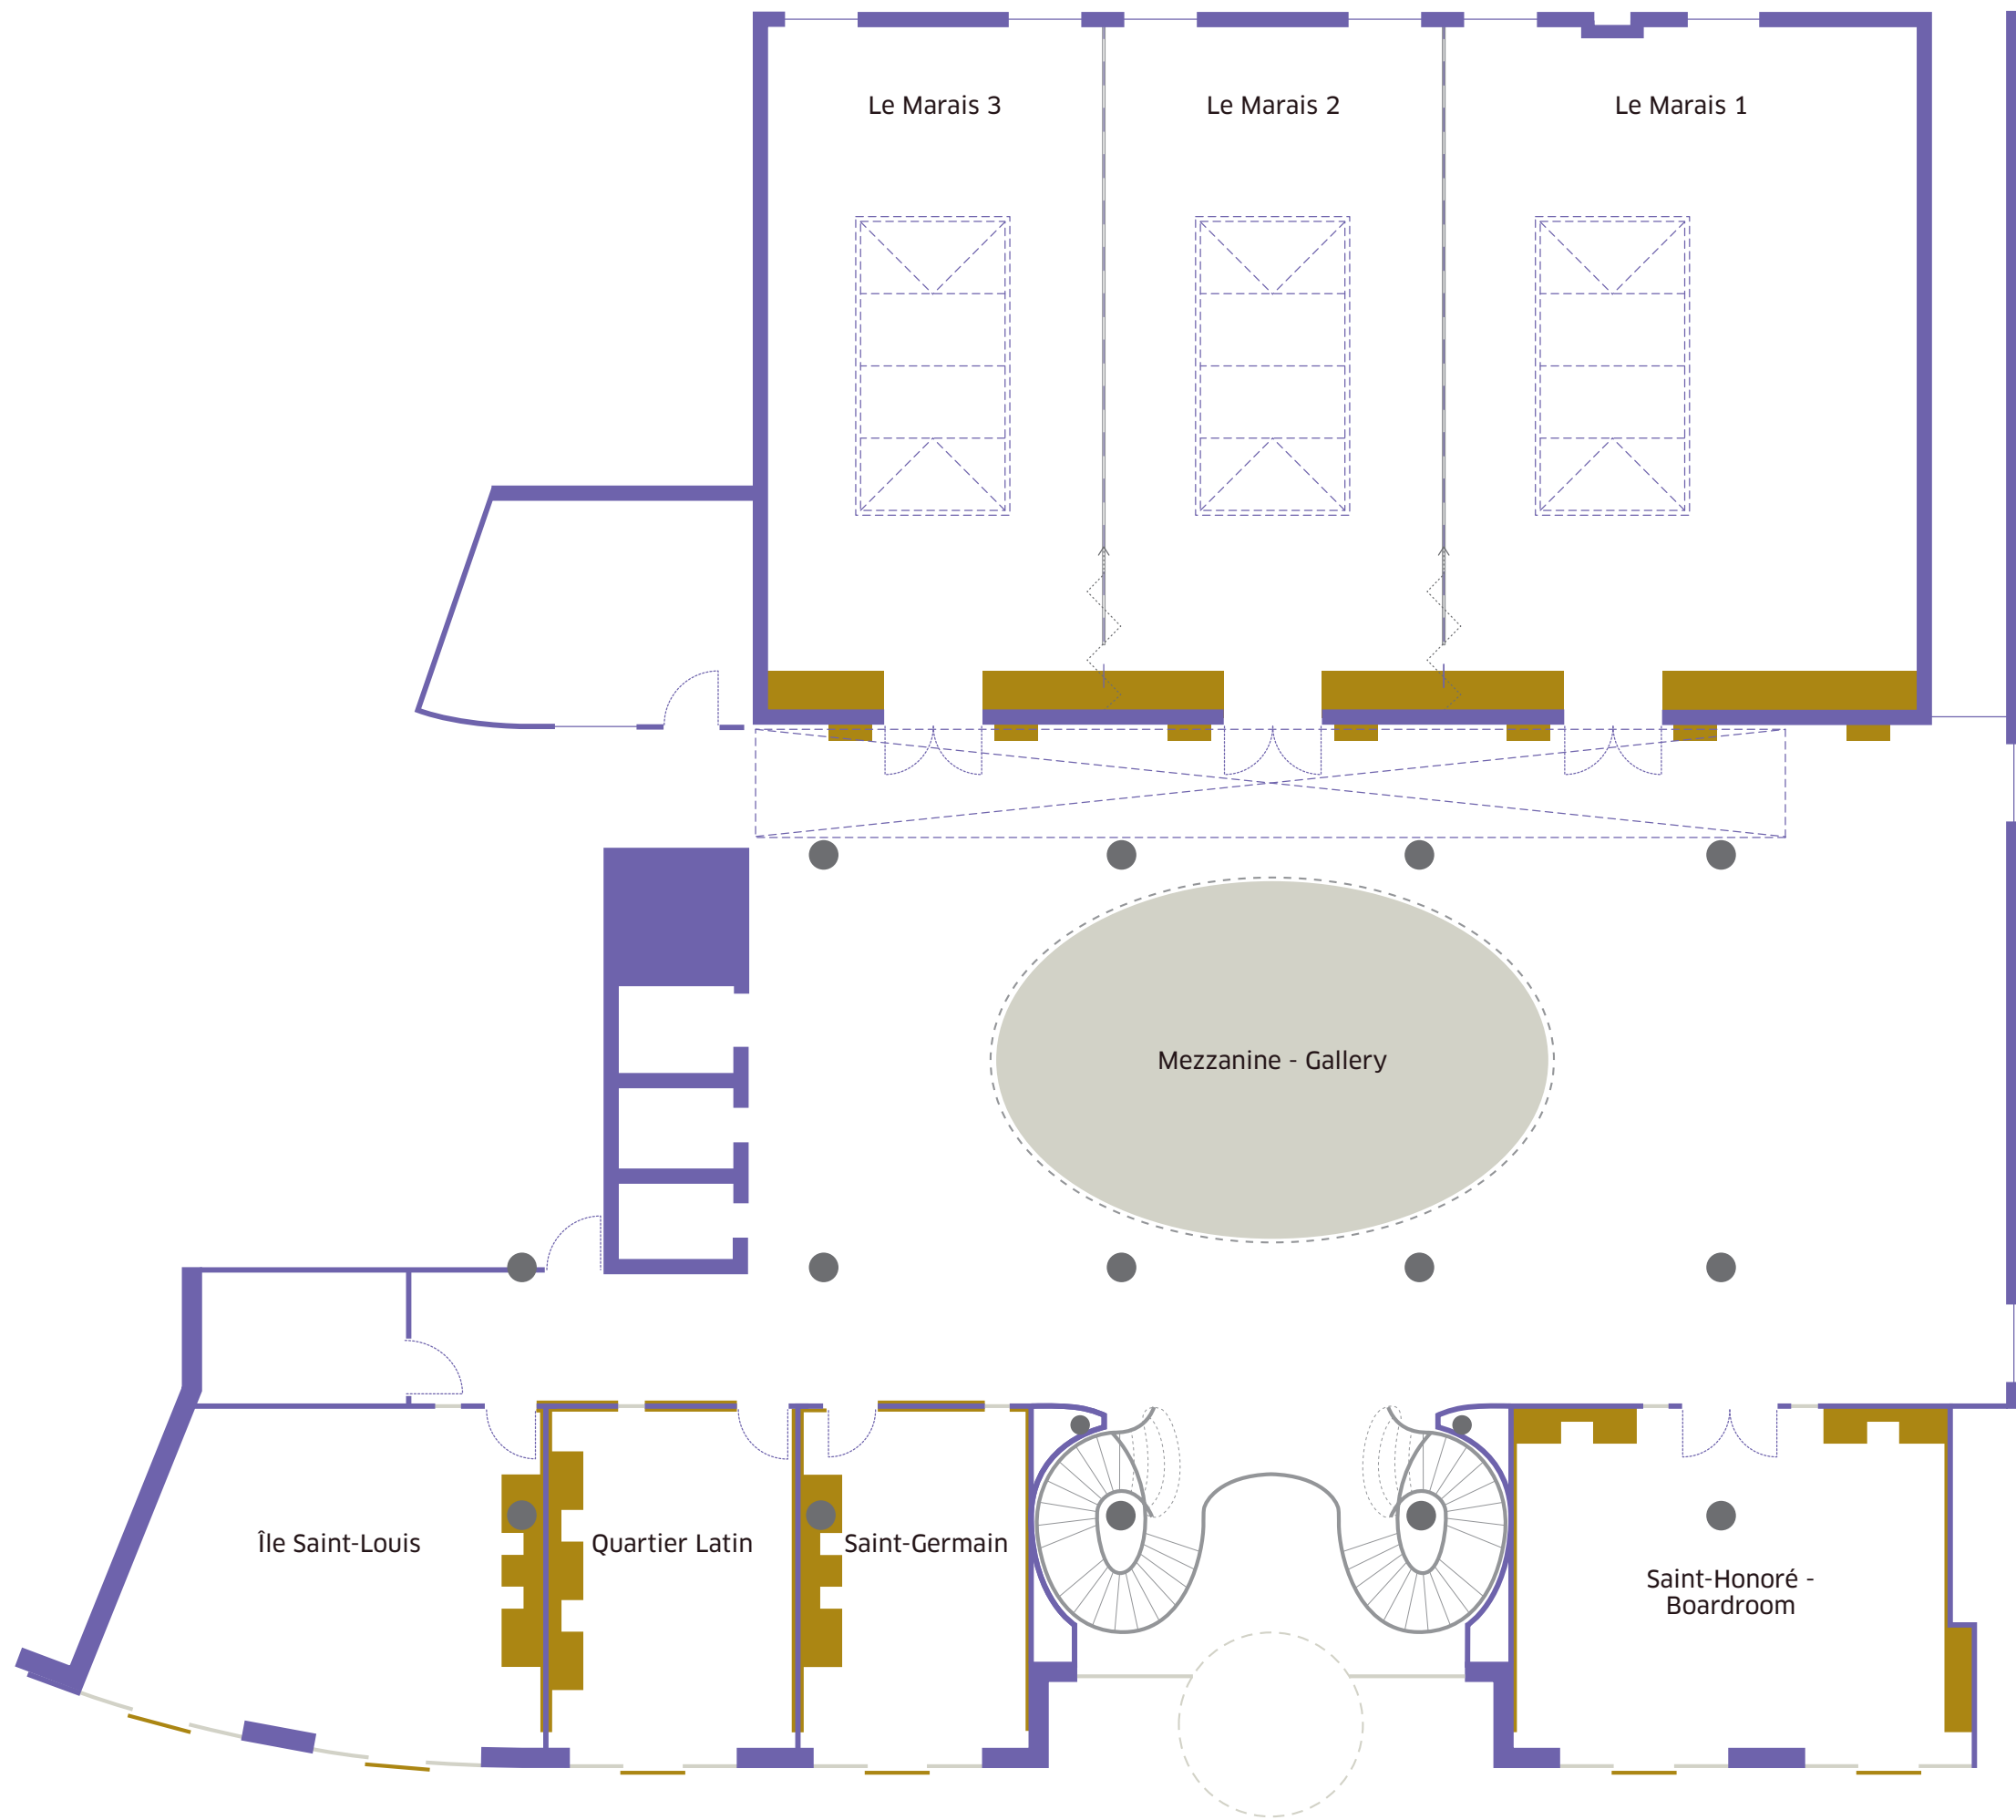 Le Marais 3
Le Marais 2
Le Marais 1
Mezzanine - Gallery
Île Saint-Louis
Quartier Latin
Saint-Germain
Saint-Honoré -
Boardroom